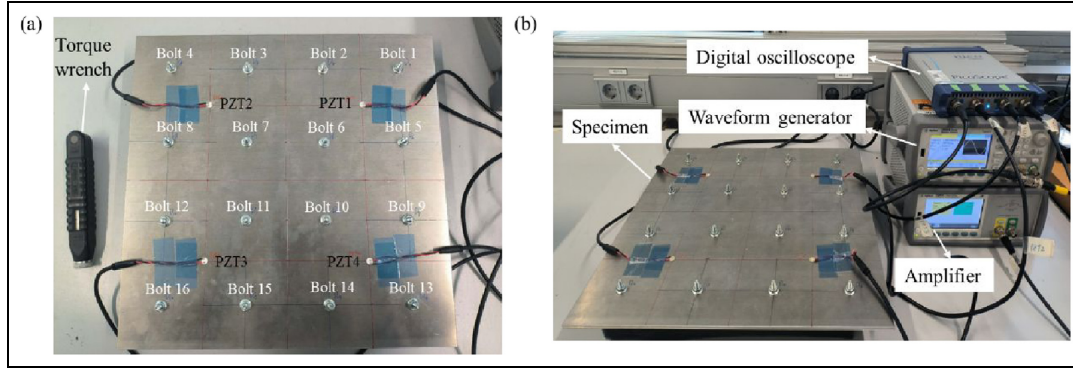 (a)
Bolt 4 Bolt 3 Bolt 2 Bolt 1
Torque
wrench
PZT2 PZT1
Bolt 8 Bolt 7 Bolt 6 Bolt 5
Bolt 12 Bolt 11 Bolt 10 Bolt 9
PZT3 PZT4
Bolt 16 Bolt 15 Bolt 14 Bolt 13
(b)
Digital oscilloscope
Waveform generator
Specimen
Amplifier